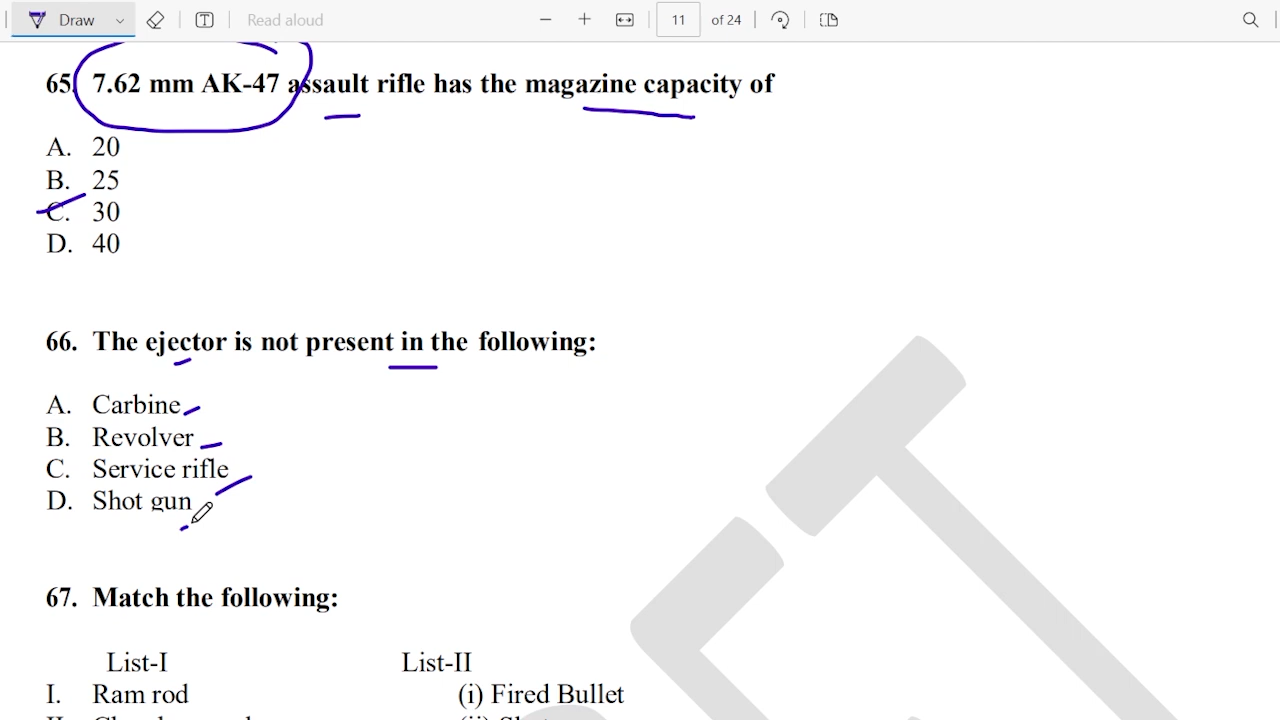 Draw
Read aloud
11 of 24
65. 7.62 mm AK-47 assault rifle has the magazine capacity of
A. 20
B. 25
C. 30
D. 40
66. The ejector is not present in the following:
A. Carbine
B. Revolver
C. Service rifle
D. Shot gun
67. Match the following:
List-I List-II
I. Ram rod (i) Fired Bullet